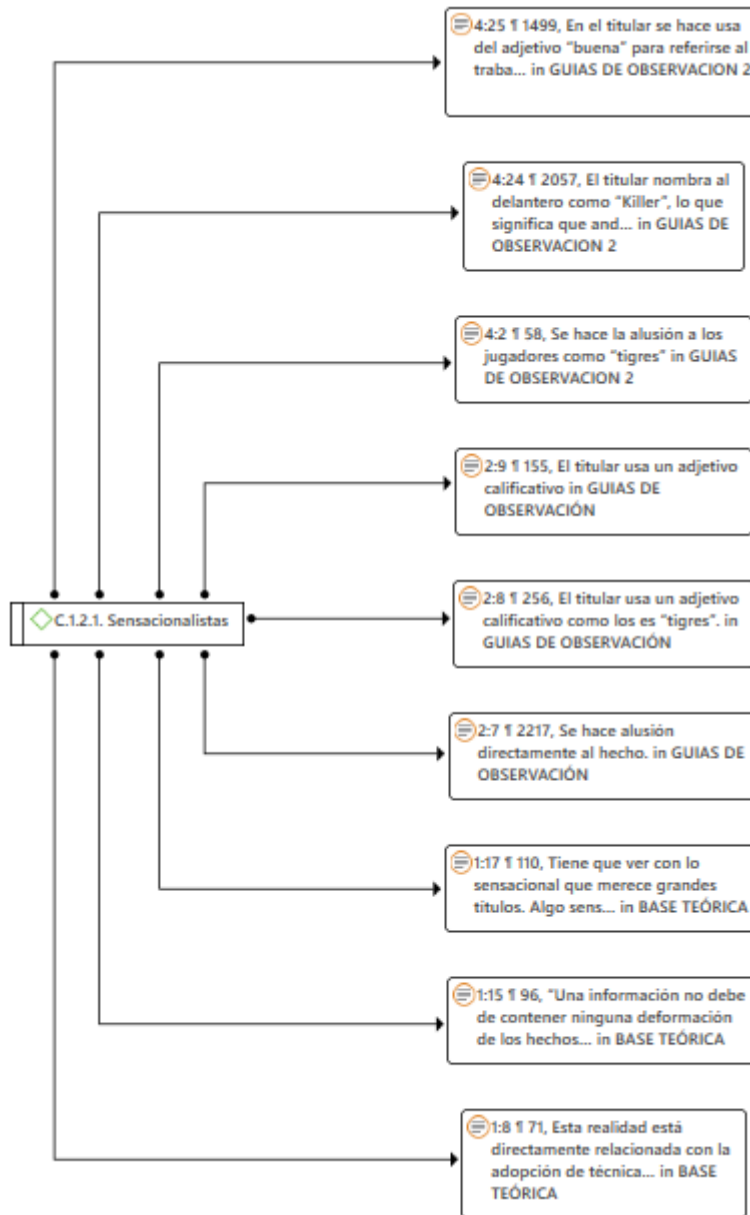 4:25 ¶ 1499, En el titular se hace usa
del adjetivo "buena" para referirse al
traba... in GUIAS DE OBSERVACION 2
4:24 ¶ 2057, El titular nombra al
delantero como "Killer", lo que
significa que and... in GUIAS DE
OBSERVACION 2
4:2 ¶ 58, Se hace la alusión a los
jugadores como "tigres" in GUIAS
DE OBSERVACION 2
2:9 ¶ 155, El titular usa un adjetivo
calificativo in GUIAS DE
OBSERVACIÓN
C.1.2.1. Sensacionalistas
2:8 ¶ 256, El titular usa un adjetivo
calificativo como los es "tigres". in
GUIAS DE OBSERVACIÓN
2:7 ¶ 2217, Se hace alusión
directamente al hecho. in GUIAS DE
OBSERVACIÓN
1:17 ¶ 110, Tiene que ver con lo
sensacional que merece grandes
títulos. Algo sens... in BASE TEÓRICA
1:15 ¶ 96, "Una información no debe
de contener ninguna deformación
de los hechos... in BASE TEÓRICA
1:8 ¶ 71, Esta realidad está
directamente relacionada con la
adopción de técnica... in BASE
TEÓRICA